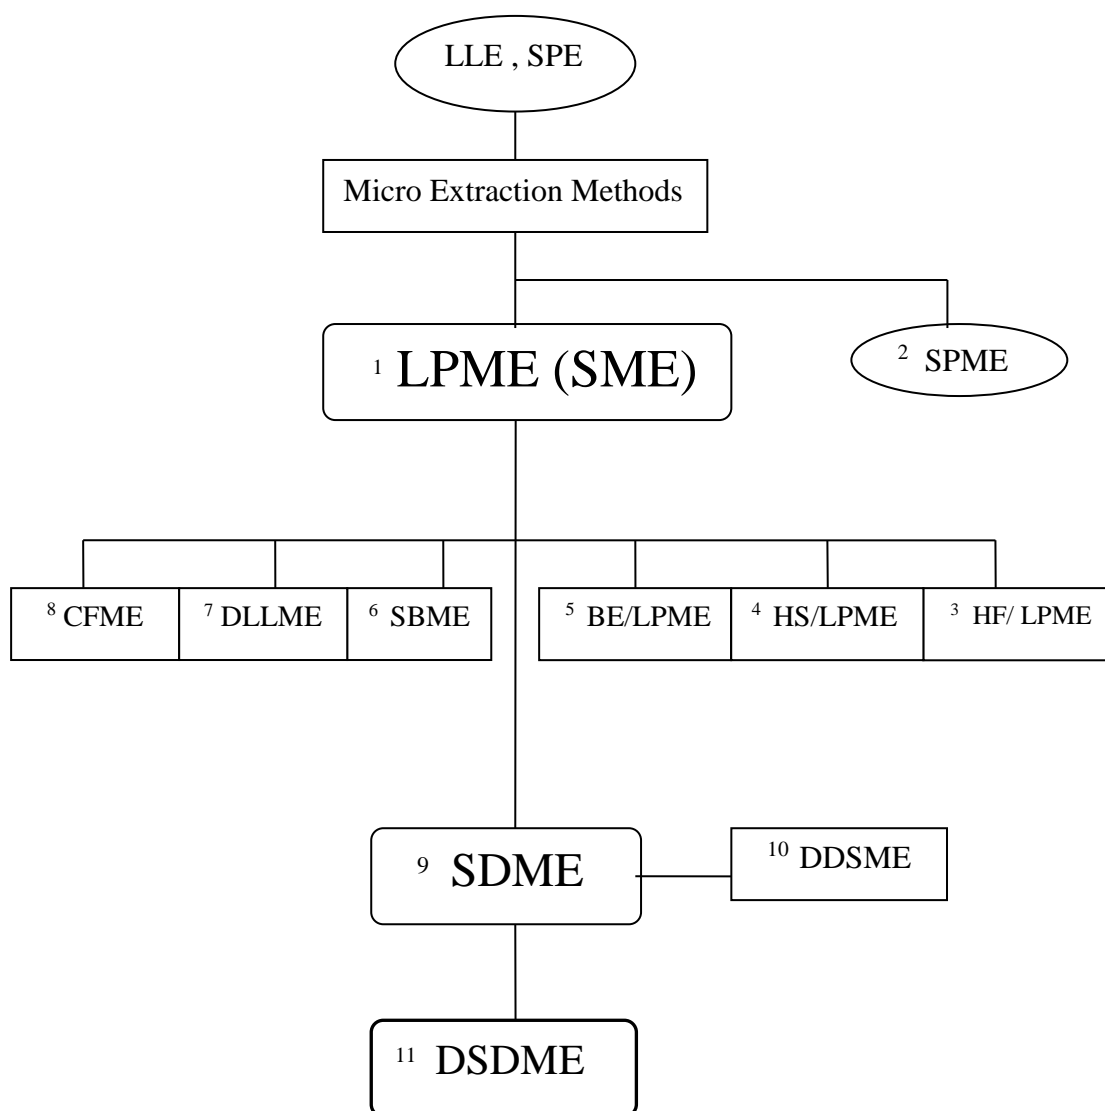 LLE , SPE
Micro Extraction Methods
1 LPME (SME)
2 SPME
8 CFME
7 DLLME
6 SBME
5 BE/LPME
4 HS/LPME
3 HF/ LPME
9 SDME
10 DDSME
11 DSDME